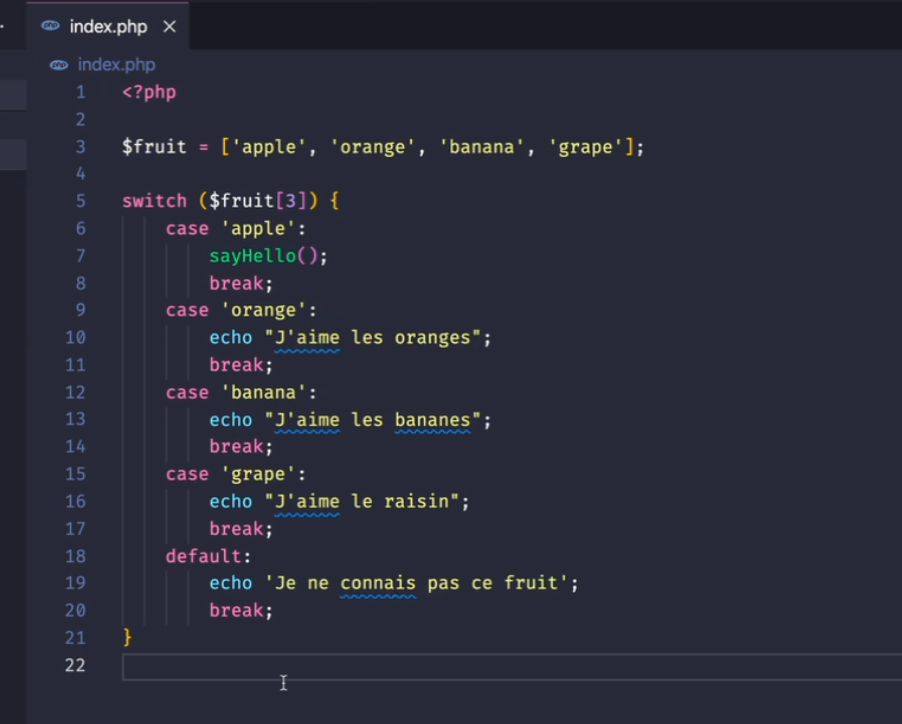 index.php
index.php
1 <?php
2
3 $fruit = ['apple', 'orange', 'banana', 'grape'];
4
5 switch ($fruit[3]) {
6 case 'apple':
7 sayHello();
8 break;
9 case 'orange':
10 echo "J'aime les oranges";
11 break;
12 case 'banana':
13 echo "J'aime les bananes";
14 break;
15 case 'grape':
16 echo "J'aime le raisin";
17 break;
18 default:
19 echo 'Je ne connais pas ce fruit';
20 break;
21 }
22